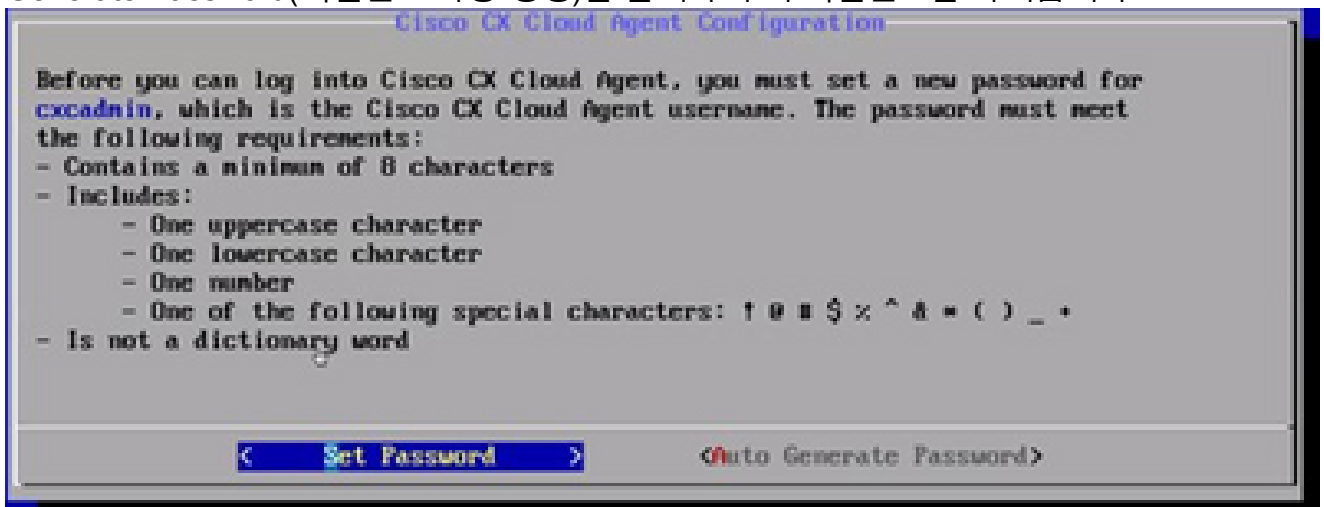 Cisco CX Cloud Agent Configuration
Before you can log into Cisco CX Cloud Agent, you must set a new password for
cxcadmin, which is the Cisco CX Cloud Agent username. The password must meet
the following requirements:
- Contains a minimum of 8 characters
- Includes:
- One uppercase character
- One lowercase character
- One number
- One of the following special characters: ! @ # $ % ^ & * ( ) _ +
- Is not a dictionary word
< Set Password > <Auto Generate Password>